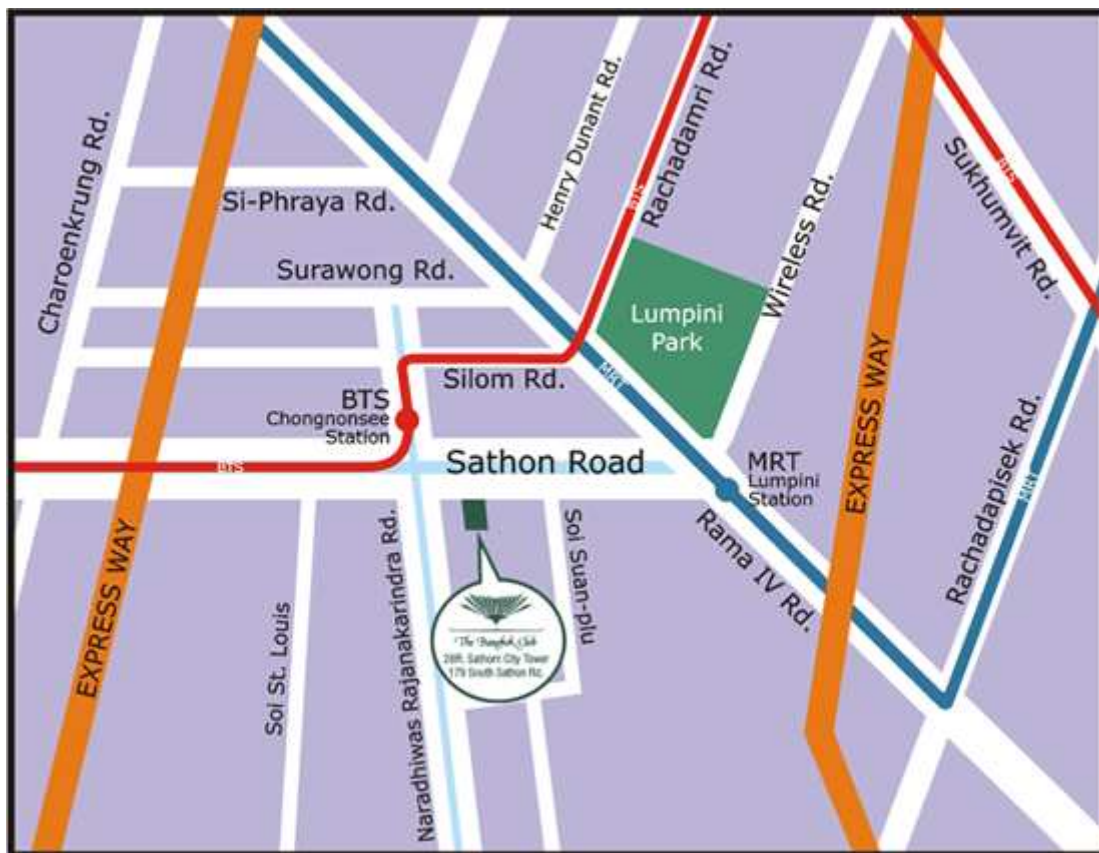 Charoenkrung Rd.
Si-Phraya Rd.
Surawong Rd.
Henry Dunant Rd.
BTS
Rachadamri Rd.
Wireless Rd.
BTS
Sukhumvit Rd.
Lumpini
Park
MRT
Silom Rd.
BTS
Chongnonsee
Station
BTS
Sathon Road
MRT
Lumpini
Station
EXPRESS WAY
Rachadapisek Rd.
MRT
Rama IV Rd.
EXPRESS WAY
Soi St. Louis
Naradhiwas Rajanakarindra Rd.
Soi Suan-plu
The Bangkok Club
28Fl. Sathorn City Tower
179 South Sathon Rd.